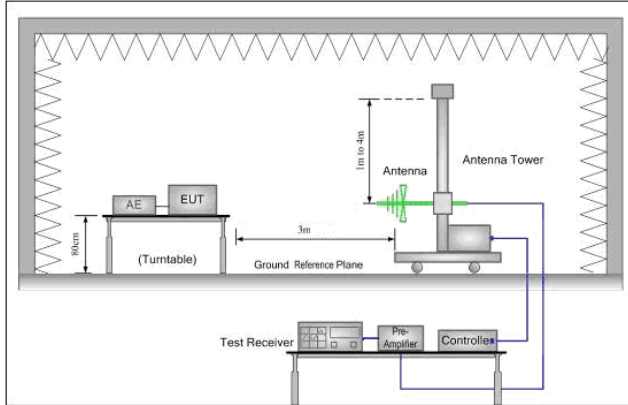 1m to 4m
Antenna
Antenna Tower
AE
EUT
80cm
(Turntable)
3m
Ground Reference Plane
Test Receiver
Pre-
Amplifier
Controller